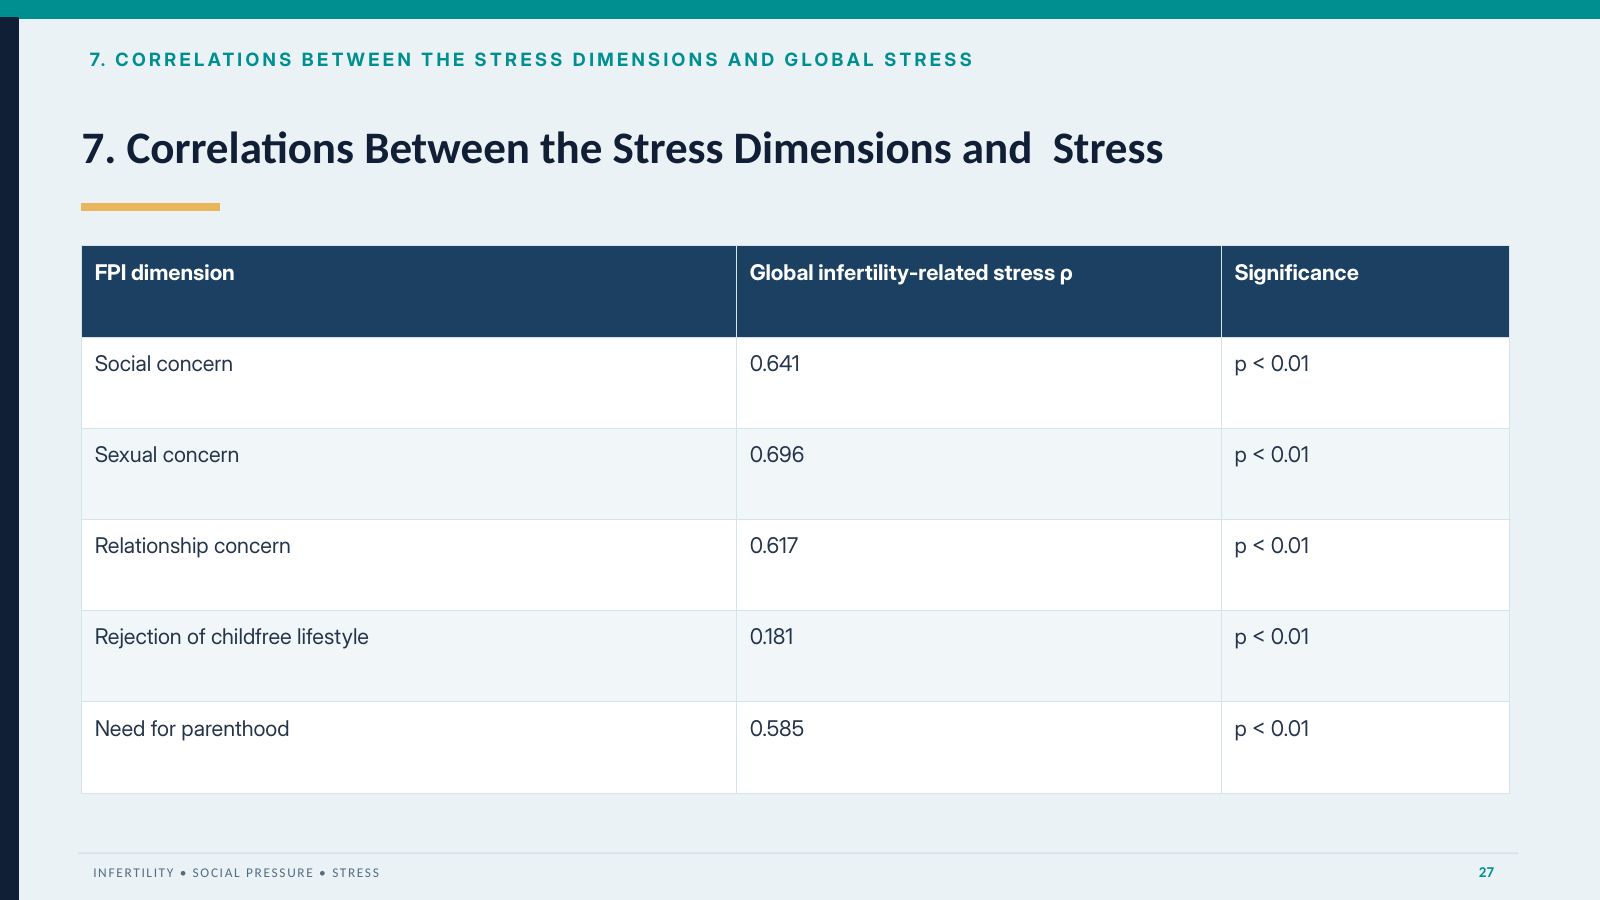 7. CORRELATIONS BETWEEN THE STRESS DIMENSIONS AND GLOBAL STRESS
7. Correlations Between the Stress Dimensions and  Stress
FPI dimension Global infertility-related stress ρ Significance
Social concern 0.641 p < 0.01
Sexual concern 0.696 p < 0.01
Relationship concern 0.617 p < 0.01
Rejection of childfree lifestyle 0.181 p < 0.01
Need for parenthood 0.585 p < 0.01
INFERTILITY • SOCIAL PRESSURE • STRESS 27